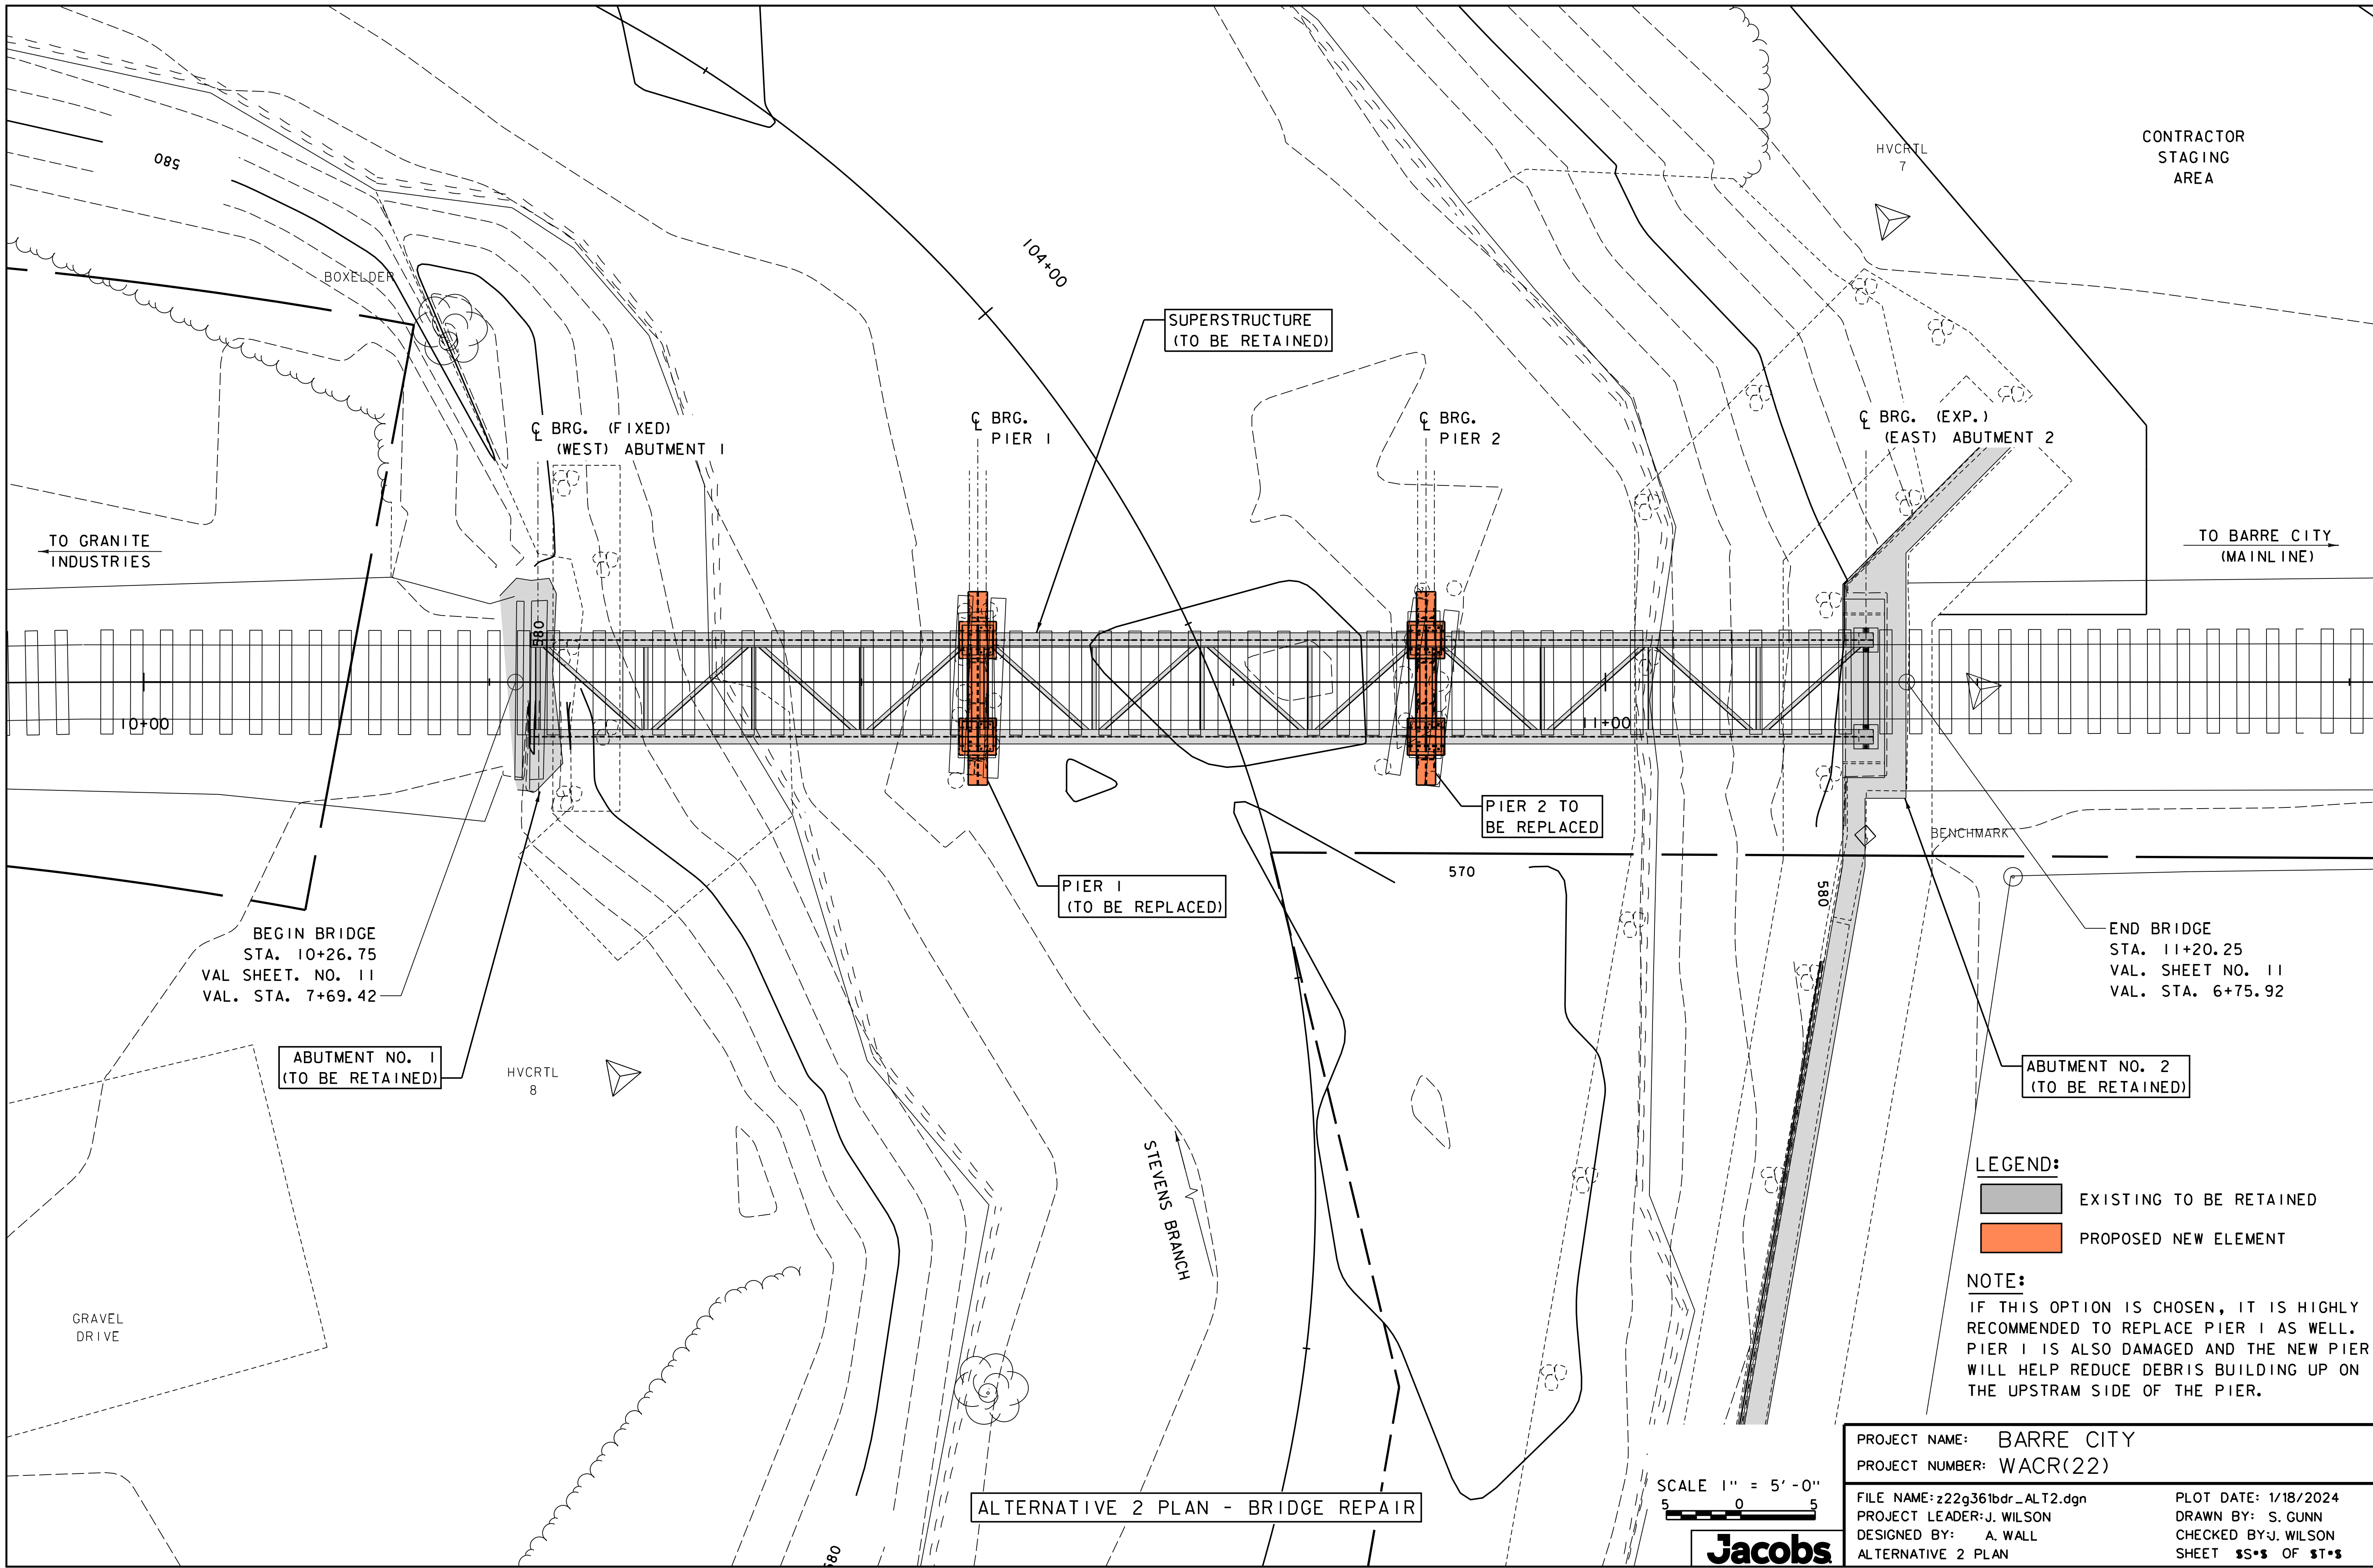 580
BOXELDER
HVCRTL
7
CONTRACTOR
STAGING
AREA
104+00
SUPERSTRUCTURE
(TO BE RETAINED)
℄ BRG. (FIXED)
(WEST) ABUTMENT 1
℄ BRG.
PIER 1
℄ BRG.
PIER 2
℄ BRG. (EXP.)
(EAST) ABUTMENT 2
TO GRANITE
INDUSTRIES
TO BARRE CITY
(MAINLINE)
580
10+00
11+00
PIER 2 TO
BE REPLACED
BENCHMARK
570
PIER 1
(TO BE REPLACED)
580
BEGIN BRIDGE
STA. 10+26.75
VAL SHEET. NO. 11
VAL. STA. 7+69.42
END BRIDGE
STA. 11+20.25
VAL. SHEET NO. 11
VAL. STA. 6+75.92
ABUTMENT NO. 1
(TO BE RETAINED)
HVCRTL
8
ABUTMENT NO. 2
(TO BE RETAINED)
STEVENS BRANCH
LEGEND:
EXISTING TO BE RETAINED
PROPOSED NEW ELEMENT
GRAVEL
DRIVE
NOTE:
IF THIS OPTION IS CHOSEN, IT IS HIGHLY
RECOMMENDED TO REPLACE PIER 1 AS WELL.
PIER 1 IS ALSO DAMAGED AND THE NEW PIER
WILL HELP REDUCE DEBRIS BUILDING UP ON
THE UPSTRAM SIDE OF THE PIER.
580
ALTERNATIVE 2 PLAN - BRIDGE REPAIR
SCALE 1" = 5'-0"
5 0 5
Jacobs
PROJECT NAME: BARRE CITY
PROJECT NUMBER: WACR(22)
FILE NAME: z22g361bdr_ALT2.dgn
PLOT DATE: 1/18/2024
PROJECT LEADER: J. WILSON
DRAWN BY: S. GUNN
DESIGNED BY: A. WALL
CHECKED BY: J. WILSON
ALTERNATIVE 2 PLAN
SHEET $S*$ OF $T*$